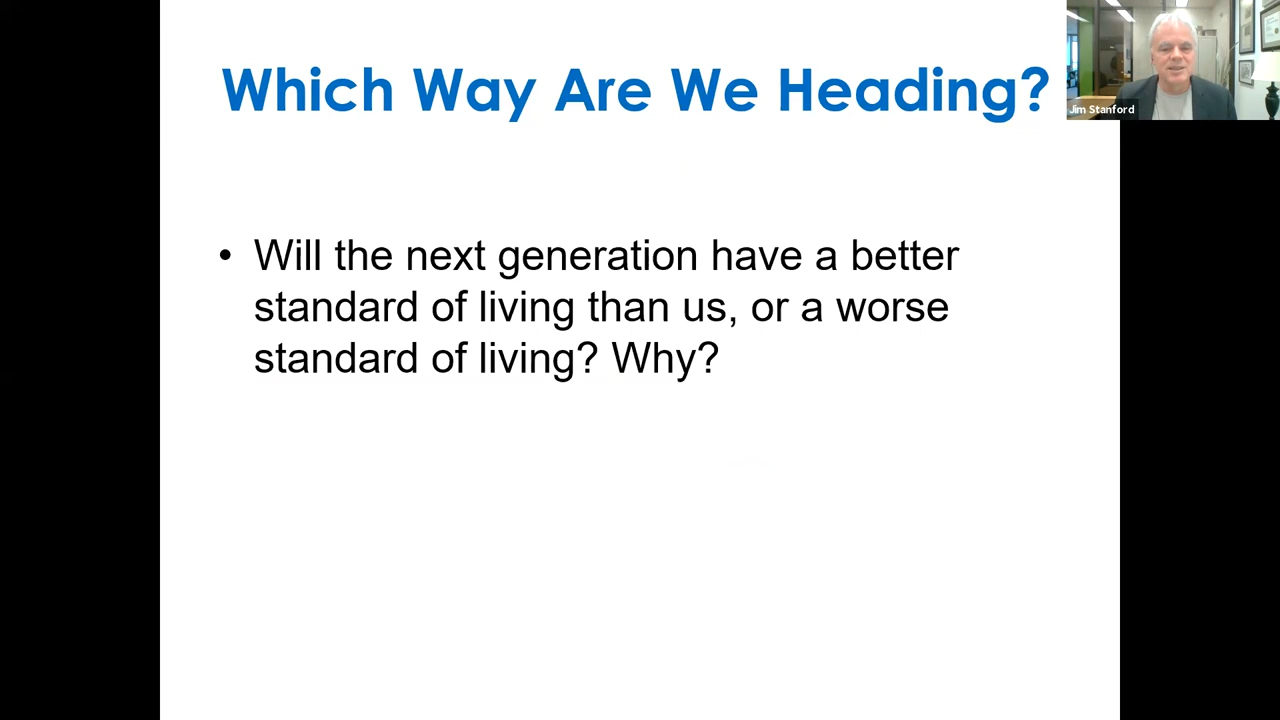 Which Way Are We Heading?
Jim Stanford
• Will the next generation have a better
standard of living than us, or a worse
standard of living? Why?